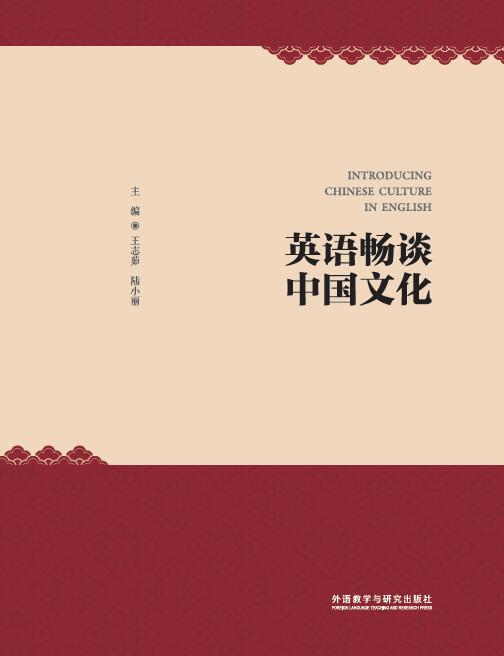 INTRODUCING
CHINESE CULTURE
IN ENGLISH
英语畅谈
中国文化
主编 ◉ 王志茹 陆小丽
外语教学与研究出版社
FOREIGN LANGUAGE TEACHING AND RESEARCH PRESS